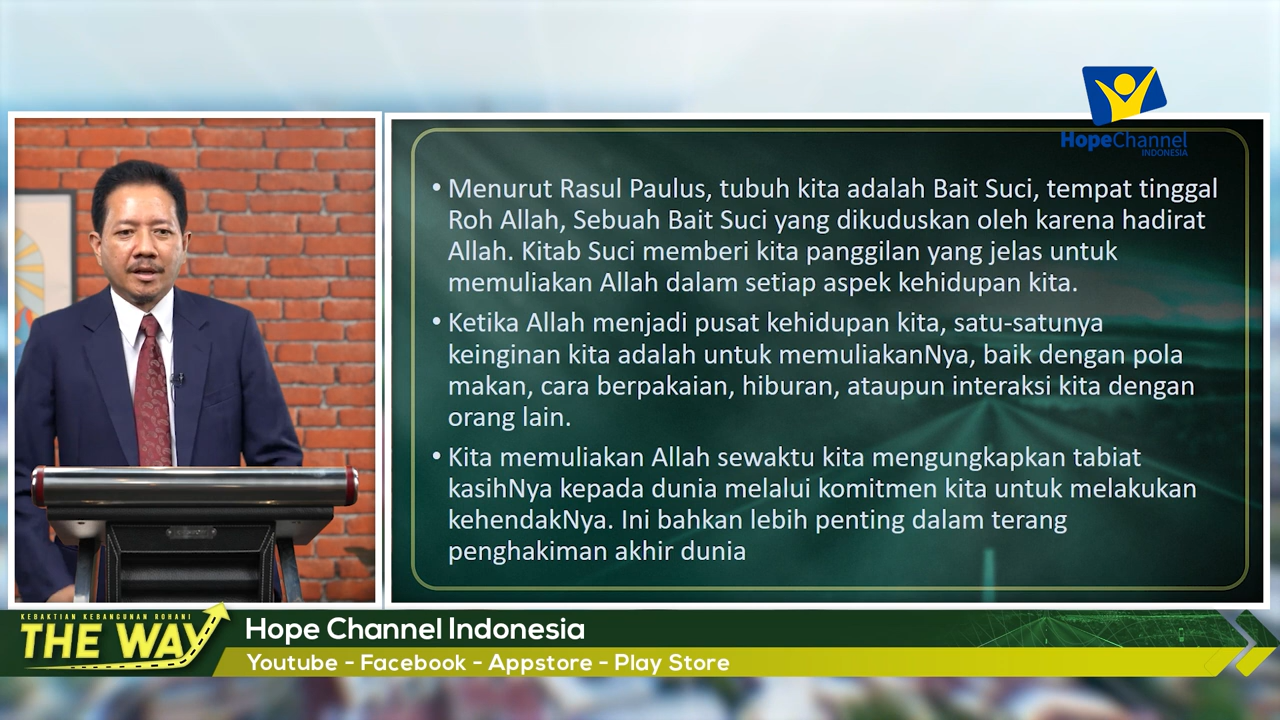 HopeChannel
INDONESIA
• Menurut Rasul Paulus, tubuh kita adalah Bait Suci, tempat tinggal
Roh Allah, Sebuah Bait Suci yang dikuduskan oleh karena hadirat
Allah. Kitab Suci memberi kita panggilan yang jelas untuk
memuliakan Allah dalam setiap aspek kehidupan kita.
• Ketika Allah menjadi pusat kehidupan kita, satu-satunya
keinginan kita adalah untuk memuliakanNya, baik dengan pola
makan, cara berpakaian, hiburan, ataupun interaksi kita dengan
orang lain.
• Kita memuliakan Allah sewaktu kita mengungkapkan tabiat
kasihNya kepada dunia melalui komitmen kita untuk melakukan
kehendakNya. Ini bahkan lebih penting dalam terang
penghakiman akhir dunia
KEBAKTIAN KEBANGUNAN ROHANI
THE WAY
Hope Channel Indonesia
Youtube - Facebook - Appstore - Play Store